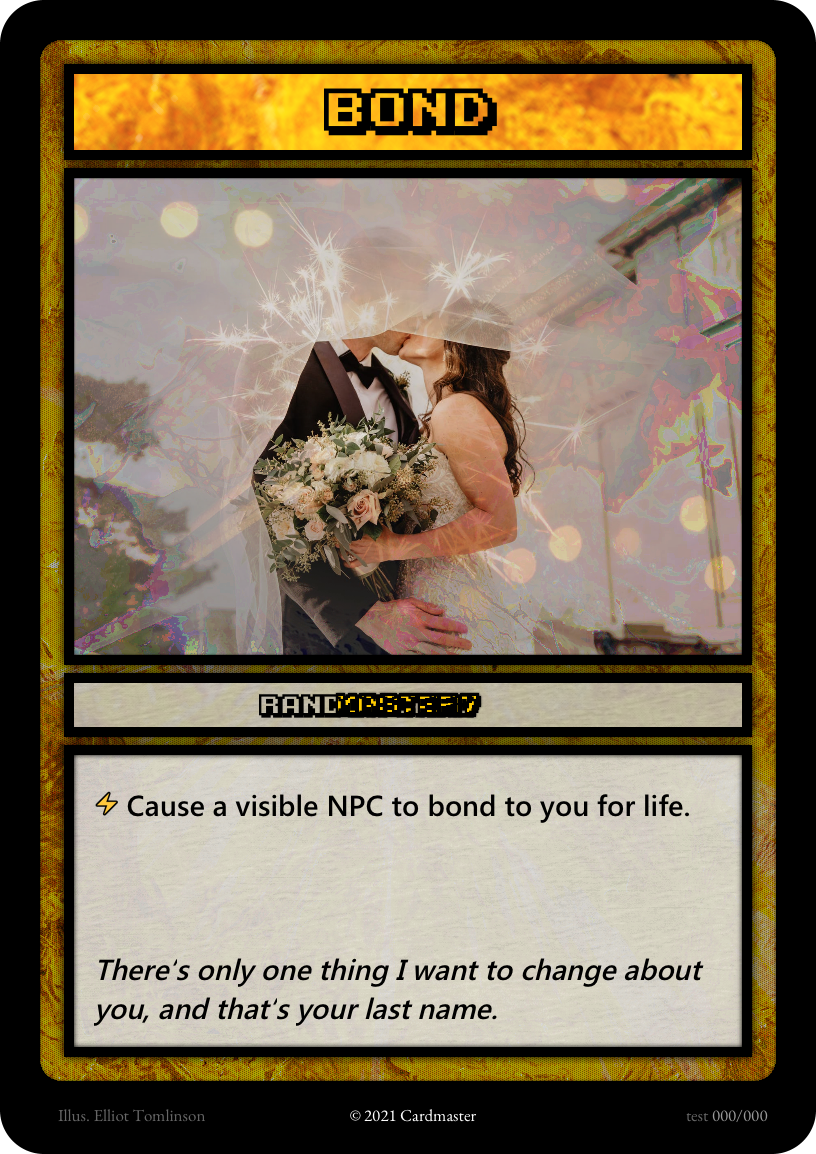 BOND
⚡ Cause a visible NPC to bond to you for life.
There's only one thing I want to change about
you, and that's your last name.
Illus. Elliot Tomlinson
© 2021 Cardmaster
test 000/000